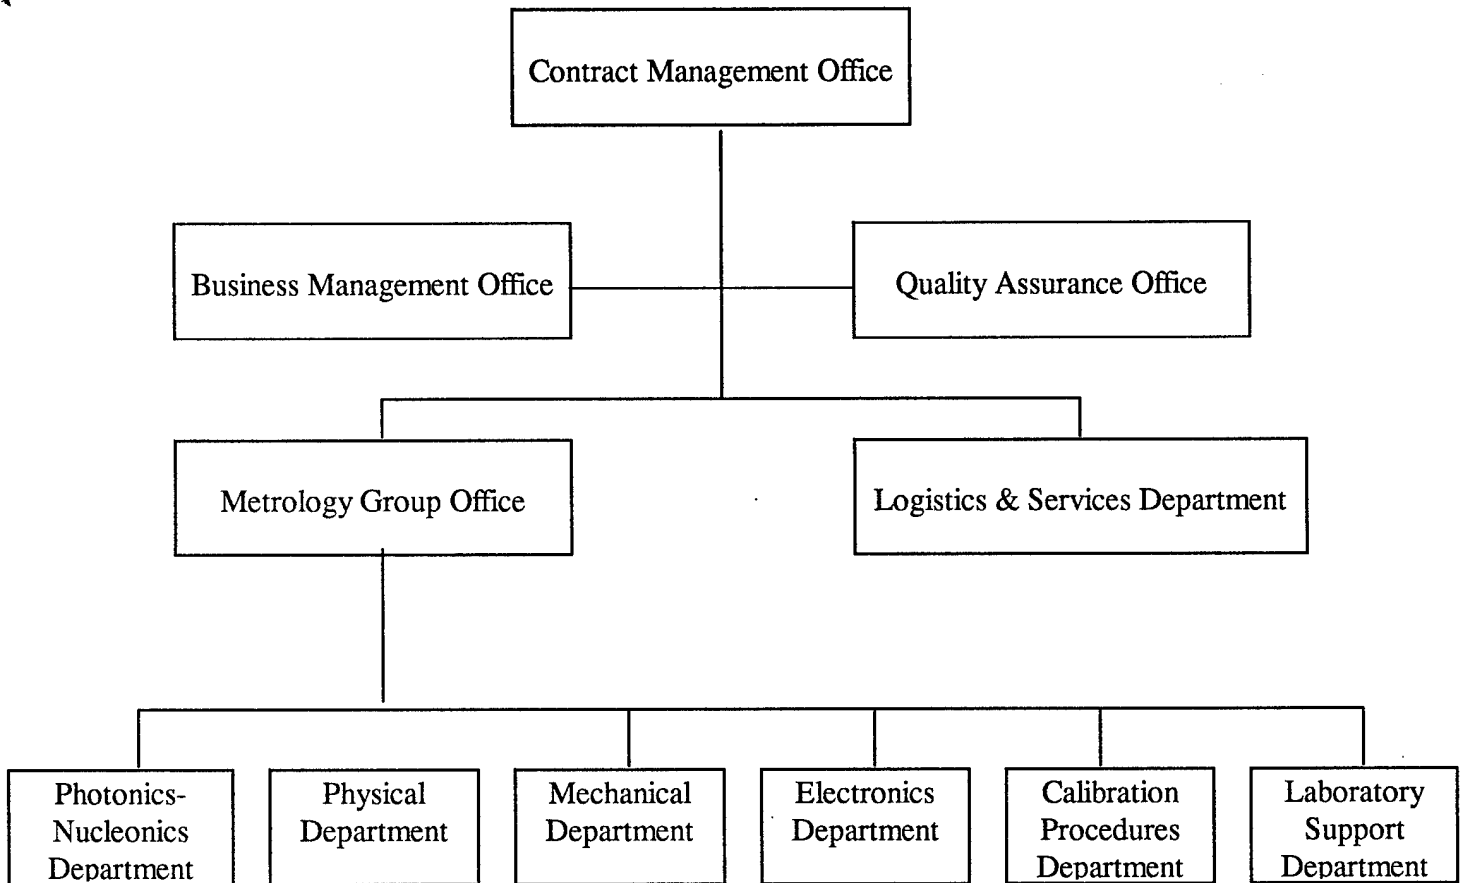 Contract Management Office
Business Management Office
Quality Assurance Office
Metrology Group Office
Logistics & Services Department
Photonics-
Nucleonics
Department
Physical
Department
Mechanical
Department
Electronics
Department
Calibration
Procedures
Department
Laboratory
Support
Department